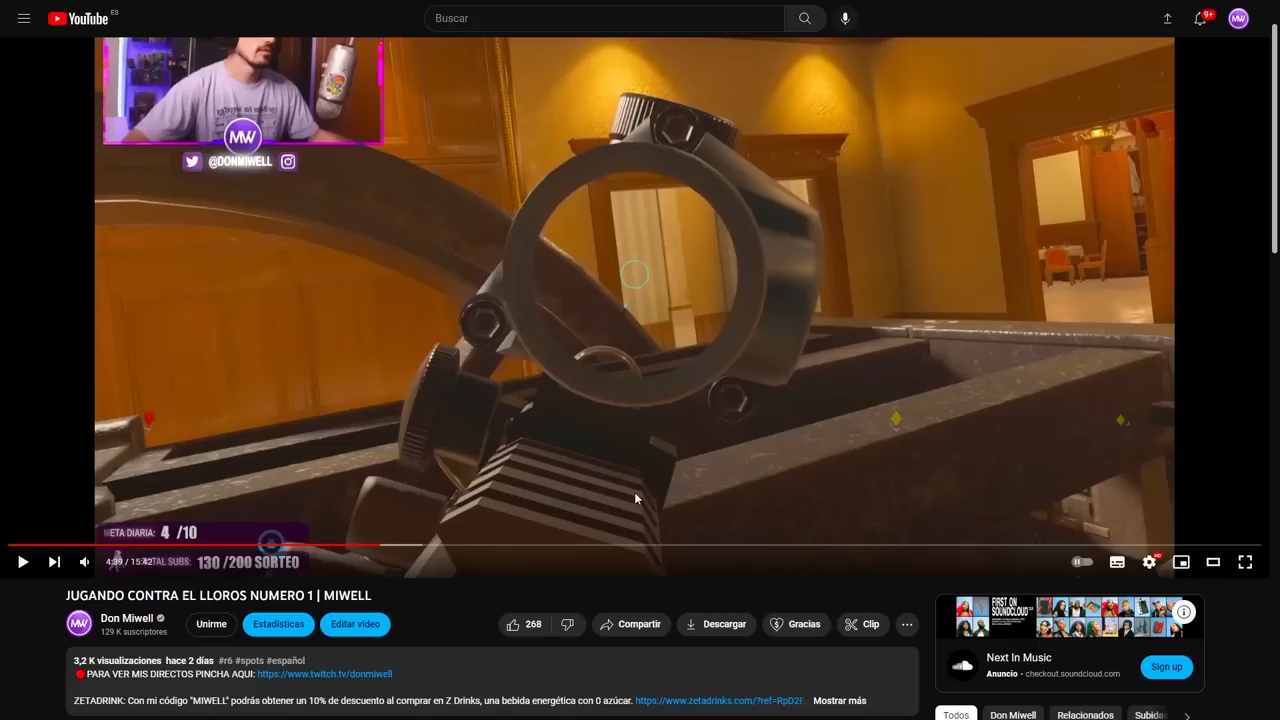 YouTube ES
Buscar
9+
MW
MW
@DONMIWELL
META DIARIA: 4 /10
TOTAL SUBS: 130 /200 SORTEO
4:39 / 15:42
HD
JUGANDO CONTRA EL LLOROS NUMERO 1 | MIWELL
MW
Don Miwell
129 K suscriptores
Unirme
Estadísticas
Editar vídeo
268
Compartir
Descargar
Gracias
Clip
3,2 K visualizaciones hace 2 días #r6 #spots #español
PARA VER MIS DIRECTOS PINCHA AQUI: https://www.twitch.tv/donmiwell
ZETADRINK: Con mi código "MIWELL" podrás obtener un 10% de descuento al comprar en Z Drinks, una bebida energética con 0 azúcar. https://www.zetadrinks.com/?ref=RpD2F... Mostrar más
FIRST ON SOUNDCLOUD
Next In Music
Anuncio • checkout.soundcloud.com
Sign up
Todos
Don Miwell
Relacionados
Subida